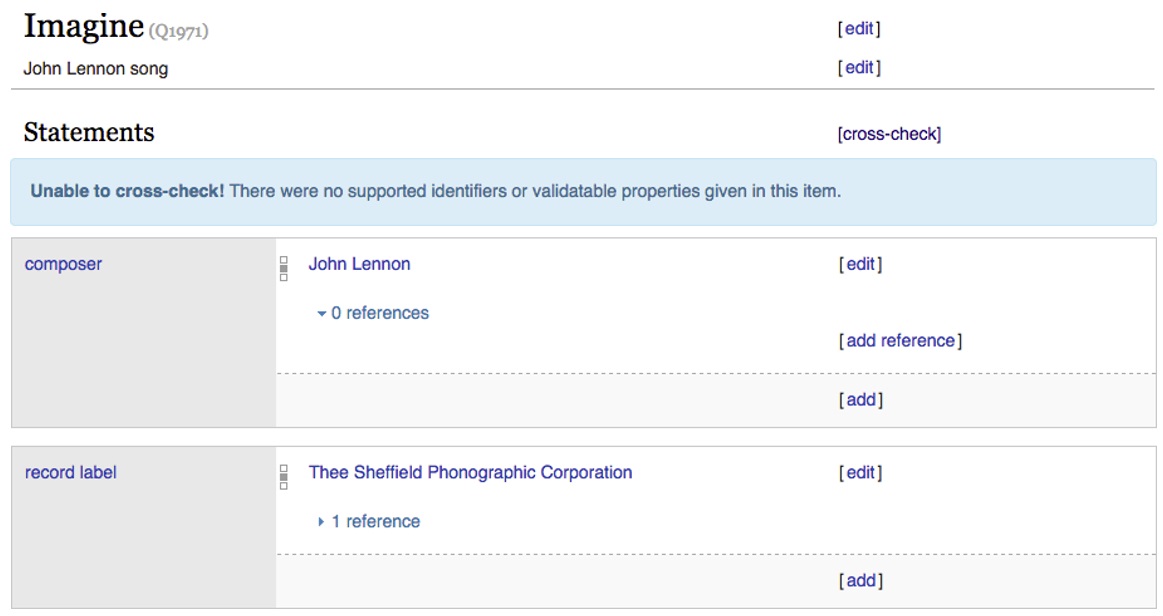 Imagine (Q1971) [edit]
John Lennon song [edit]
Statements [cross-check]
Unable to cross-check! There were no supported identifiers or validatable properties given in this item.
composer John Lennon [edit]
0 references
[add reference]
[add]
record label Thee Sheffield Phonographic Corporation [edit]
1 reference
[add]